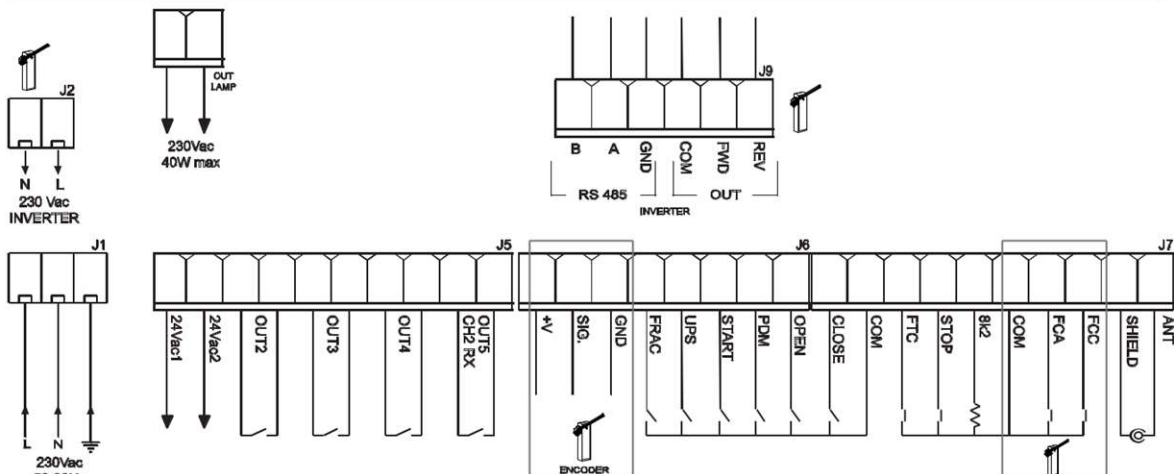 J2
N L
230 Vac
INVERTER
OUT
LAMP
230Vac
40W max
J9
B A GND COM FWD REV
RS 485 OUT
INVERTER
J1
L N
230Vac
J5
24Vac1 24Vac2 OUT2 OUT3 OUT4 OUT5
CH2 RX
J6
+V SIG. GND FRAC UPS START PDM OPEN CLOSE COM
ENCODER
J7
FTC STOP 8k2 COM FCA FCC SHIELD ANT